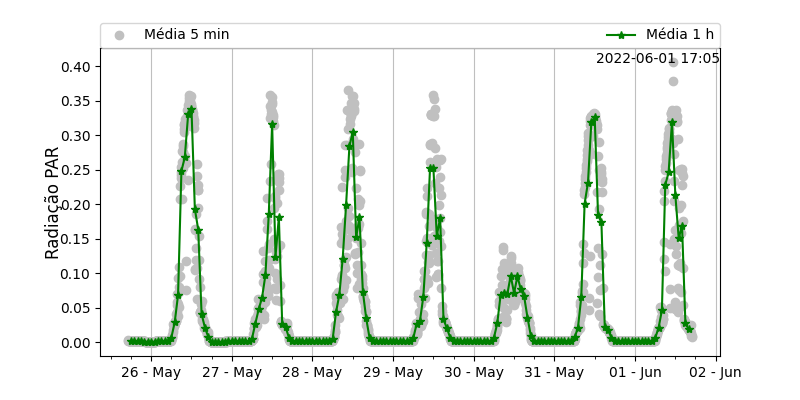 Média 5 min
Média 1 h
2022-06-01 17:05
Radiação PAR
0.40
0.35
0.30
0.25
0.20
0.15
0.10
0.05
0.00
26 - May
27 - May
28 - May
29 - May
30 - May
31 - May
01 - Jun
02 - Jun